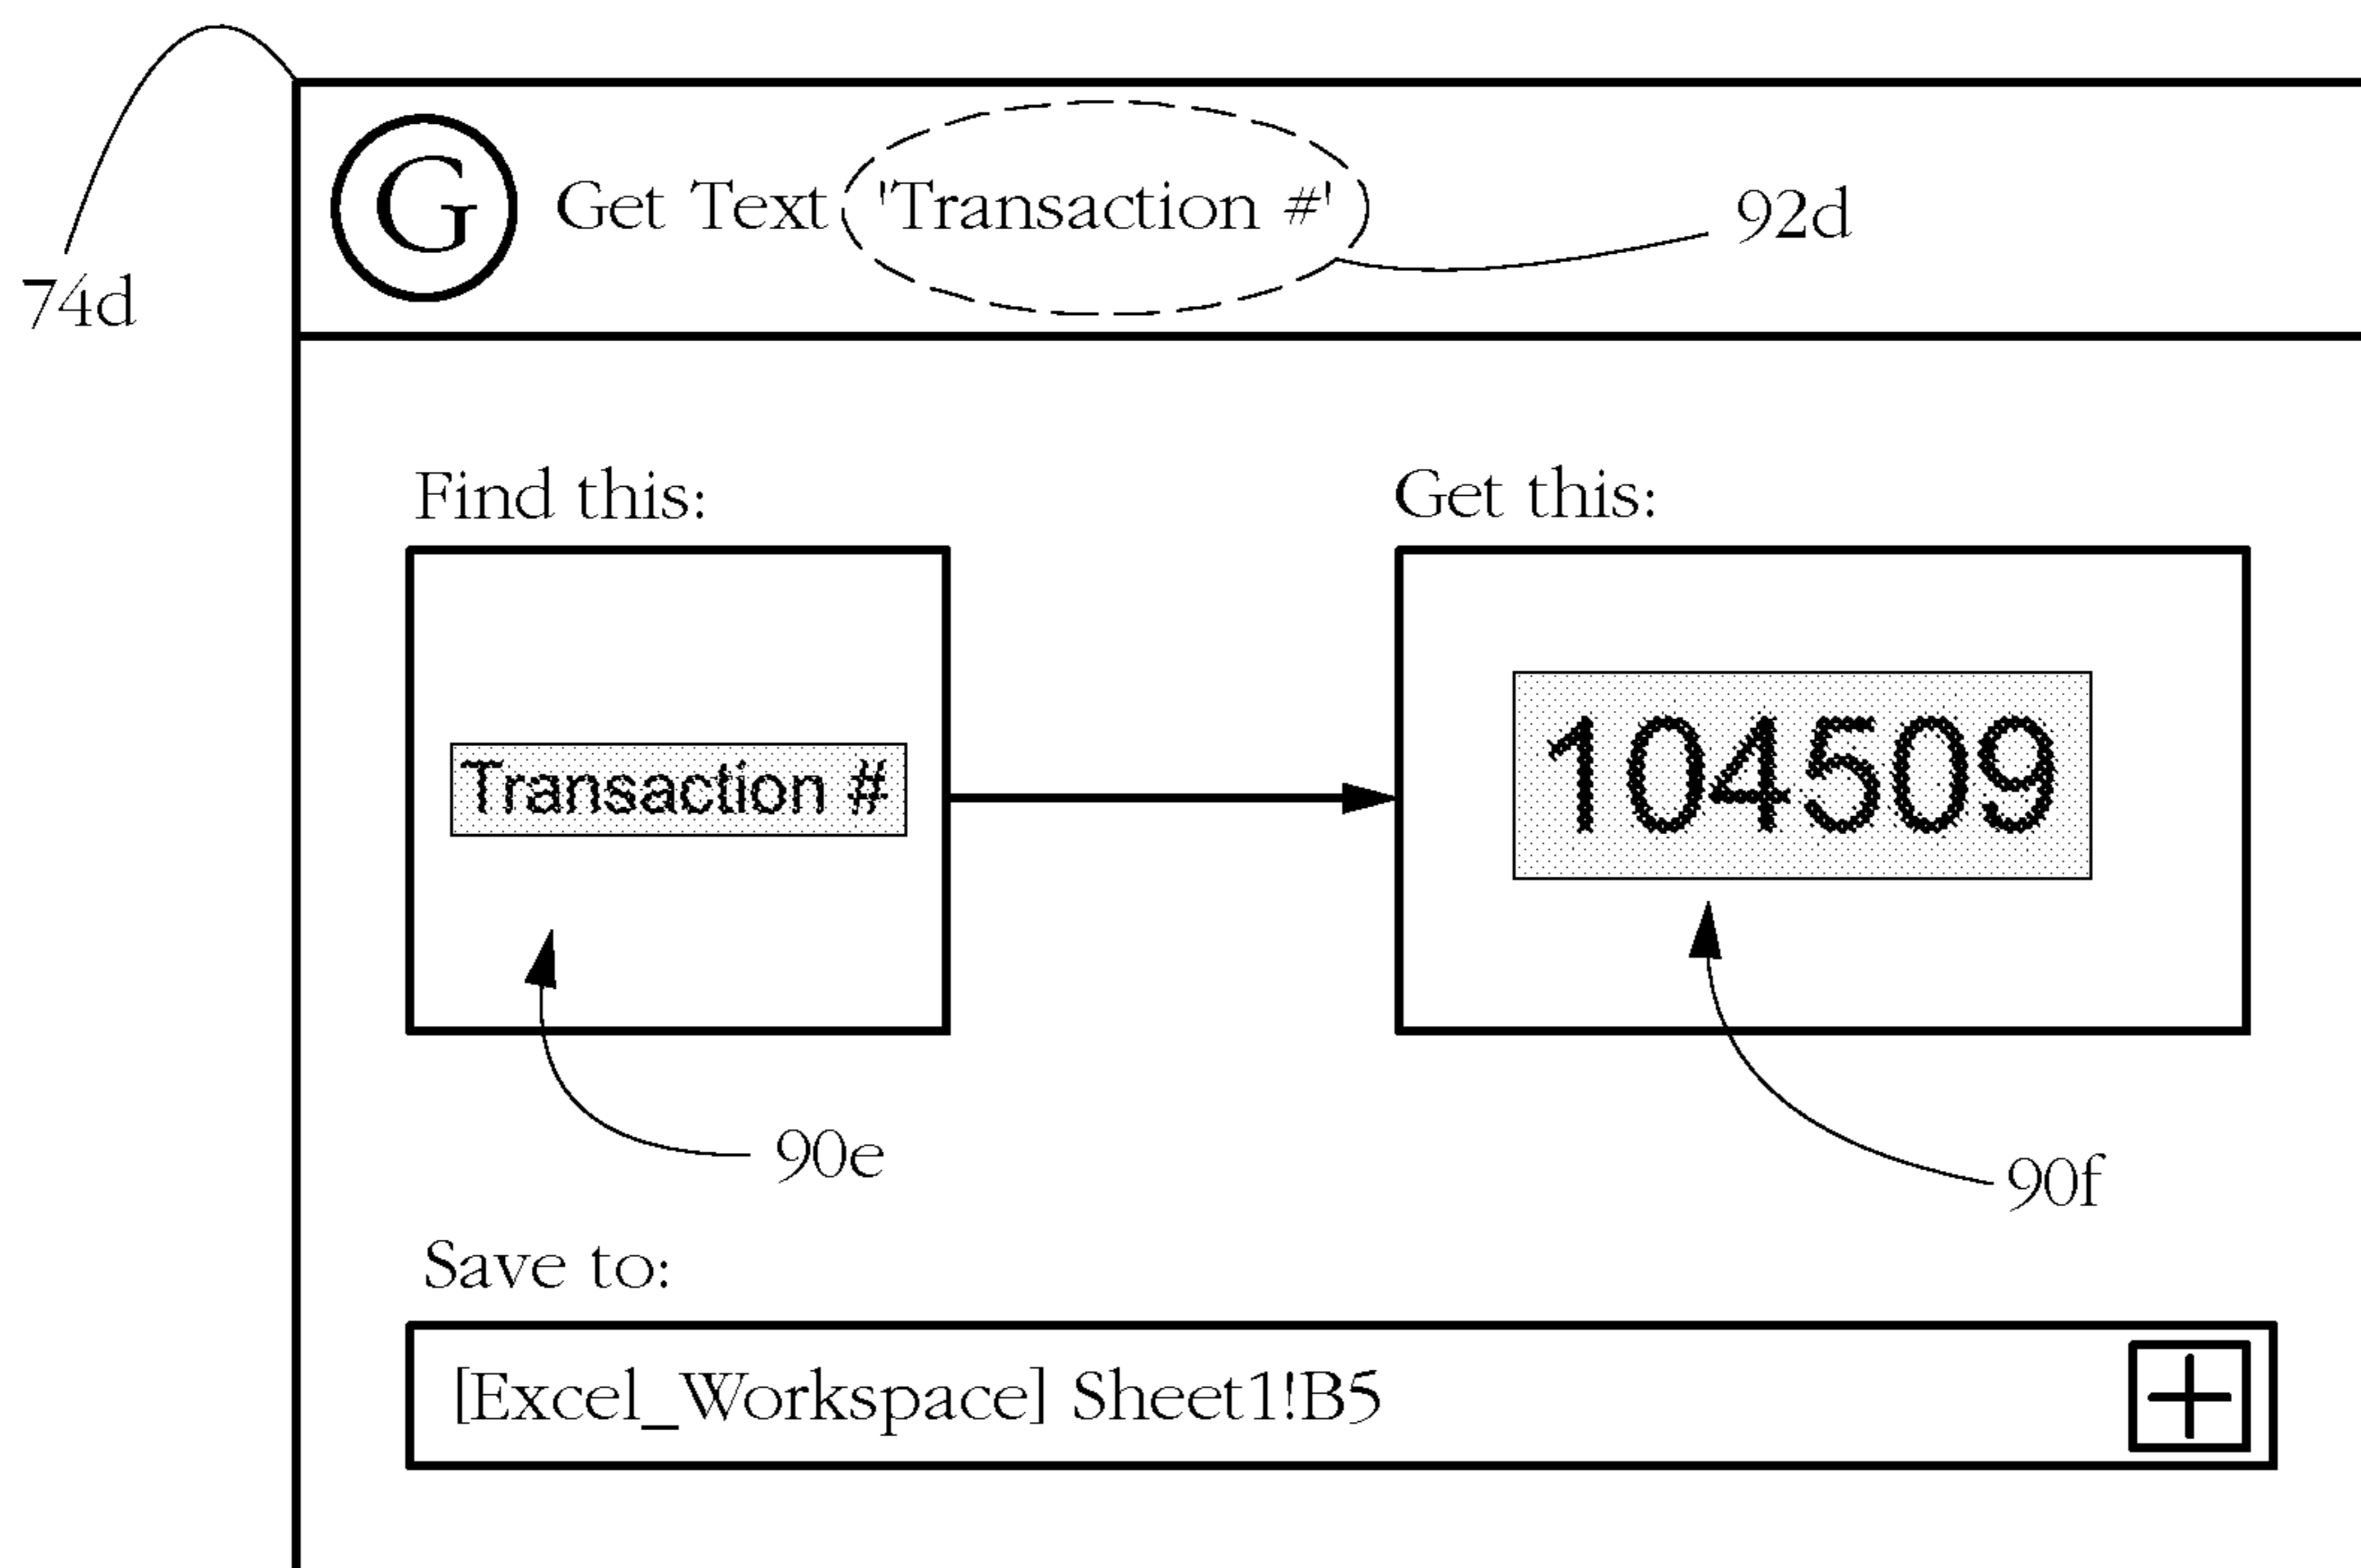 G Get Text 'Transaction #' 92d
74d
Find this: Get this:
Transaction # 104509
90e 90f
Save to:
[Excel_Workspace] Sheet1!B5 +